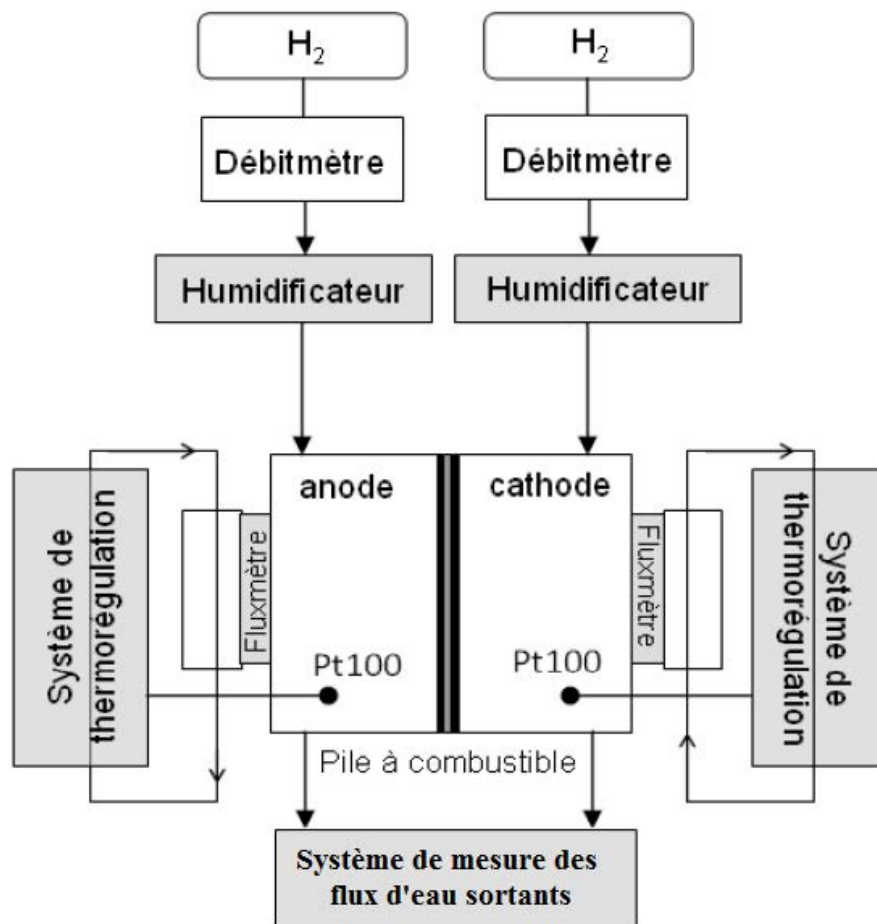 H₂
H₂
Débitmètre
Débitmètre
Humidificateur
Humidificateur
anode
cathode
Système de
thermorégulation
Fluxmètre
Fluxmètre
Système de
thermorégulation
Pt100
Pt100
Pile à combustible
Système de mesure des
flux d'eau sortants